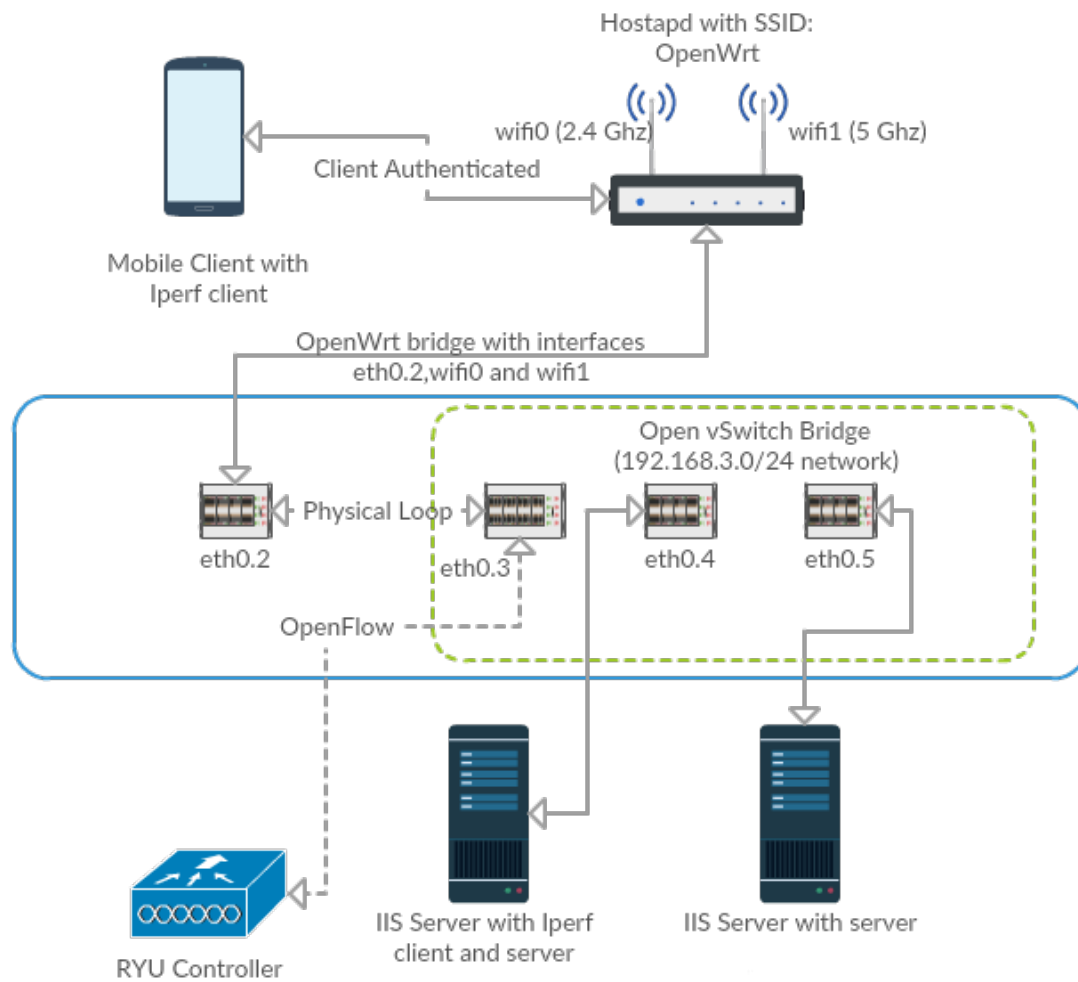 Hostapd with SSID:
OpenWrt
wifi0 (2.4 Ghz)
wifi1 (5 Ghz)
Client Authenticated
Mobile Client with
Iperf client
OpenWrt bridge with interfaces
eth0.2,wifi0 and wifi1
Open vSwitch Bridge
(192.168.3.0/24 network)
Physical Loop
eth0.2
eth0.3
eth0.4
eth0.5
OpenFlow
IIS Server with Iperf
client and server
IIS Server with server
RYU Controller